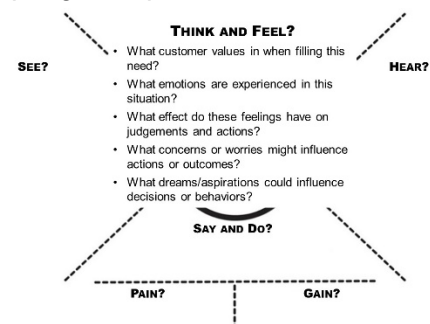 THINK AND FEEL?
SEE?
HEAR?
• What customer values in when filling this
need?
• What emotions are experienced in this
situation?
• What effect do these feelings have on
judgements and actions?
• What concerns or worries might influence
actions or outcomes?
• What dreams/aspirations could influence
decisions or behaviors?
SAY AND DO?
PAIN?
GAIN?